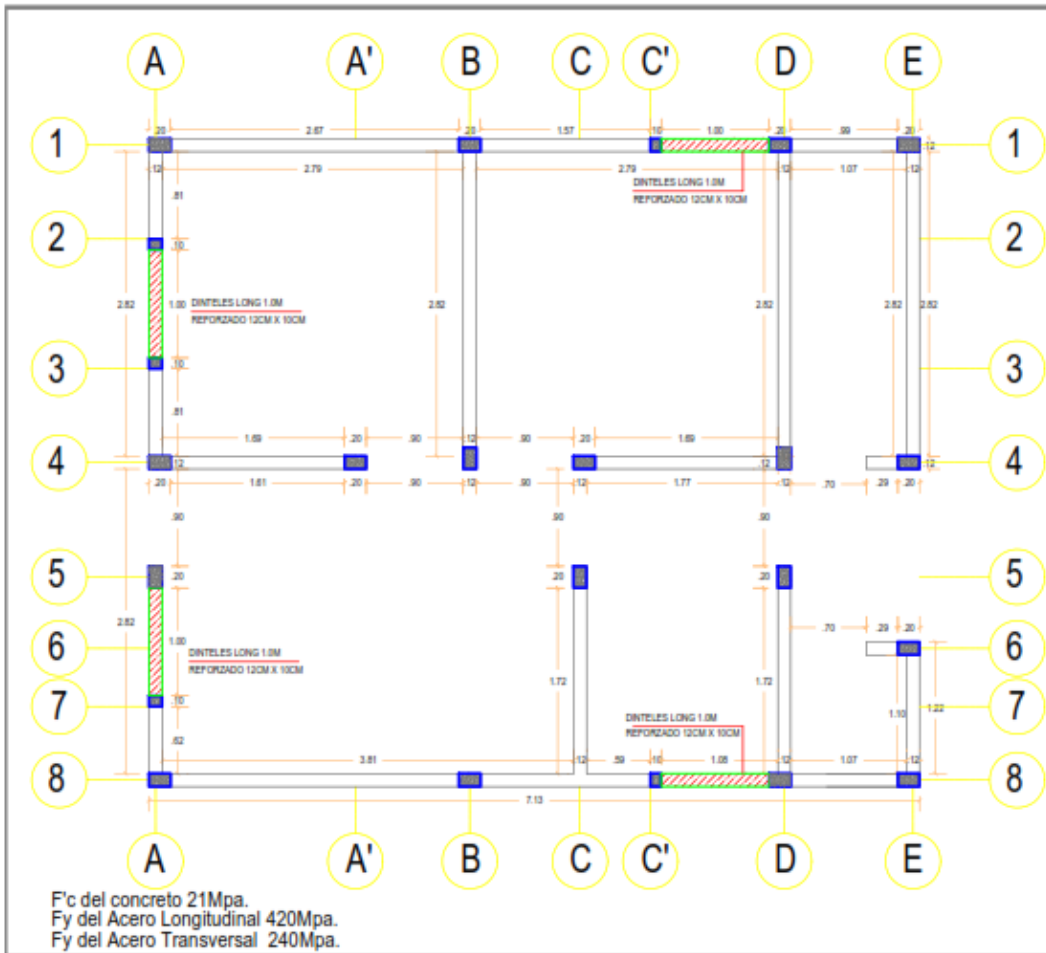 A A' B C C' D E
.20 2.67 .20 1.57 .10 1.00 .20 .99 .20
1 1
.12
.12 2.79 2.79 .12 1.07 .12
DINTELES LONG 1.0M
REFORZADO 12CM X 10CM
.81
2 2
.10
2.82 1.00 2.82 2.82 2.82 2.82
DINTELES LONG 1.0M
REFORZADO 12CM X 10CM
3 3
.10
.81
1.69 .20 .90 .12 .90 .20 1.69
4 4
.12 .12 .12
.20 1.61 .20 .90 .12 .90 .12 1.77 .12 .70 .29 .20
.90 .90 .90
5 5
.20 .20 .20
2.82
1.00 .70 .29 .20
6 6
DINTELES LONG 1.0M
REFORZADO 12CM X 10CM
1.72 1.72 1.10 1.22
7 7
.10
.62
DINTELES LONG 1.0M
REFORZADO 12CM X 10CM
3.81 .12 .59 .10 1.08 .12 1.07 .12
8 8
7.13
A A' B C C' D E
F'c del concreto 21Mpa.
Fy del Acero Longitudinal 420Mpa.
Fy del Acero Transversal 240Mpa.